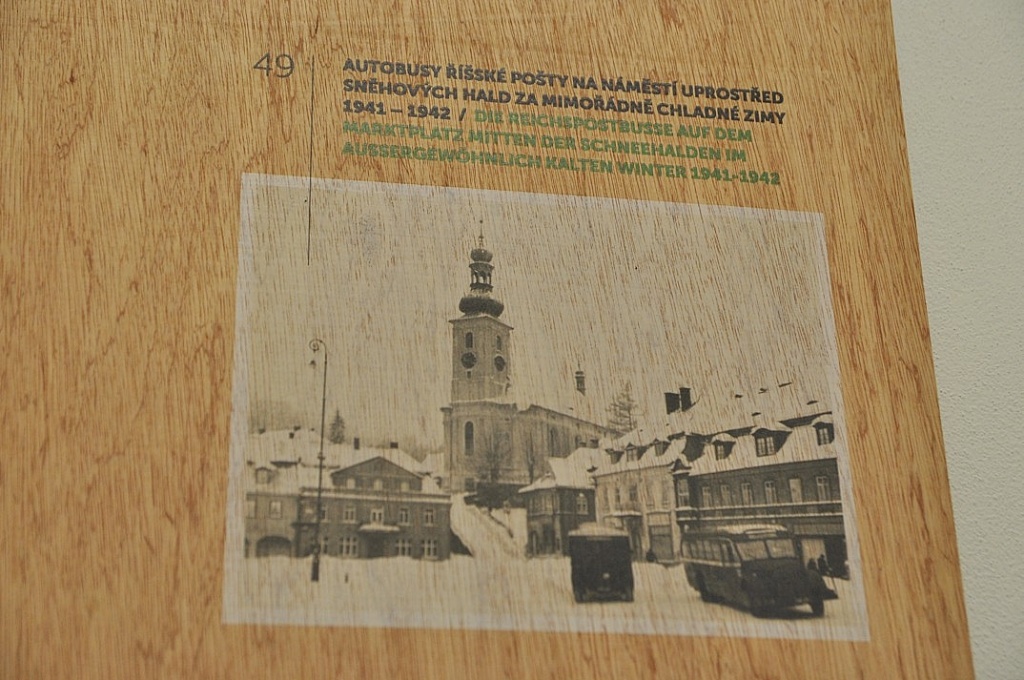 49
AUTOBUSY ŘÍŠSKÉ POŠTY NA NÁMĚSTÍ UPROSTŘED
SNĚHOVÝCH HALD ZA MIMOŘÁDNĚ CHLADNÉ ZIMY
1941 – 1942 / DIE REICHSPOSTBUSSE AUF DEM
MARKTPLATZ MITTEN DER SCHNEEHALDEN IM
AUSSERGEWÖHNLICH KALTEN WINTER 1941-1942